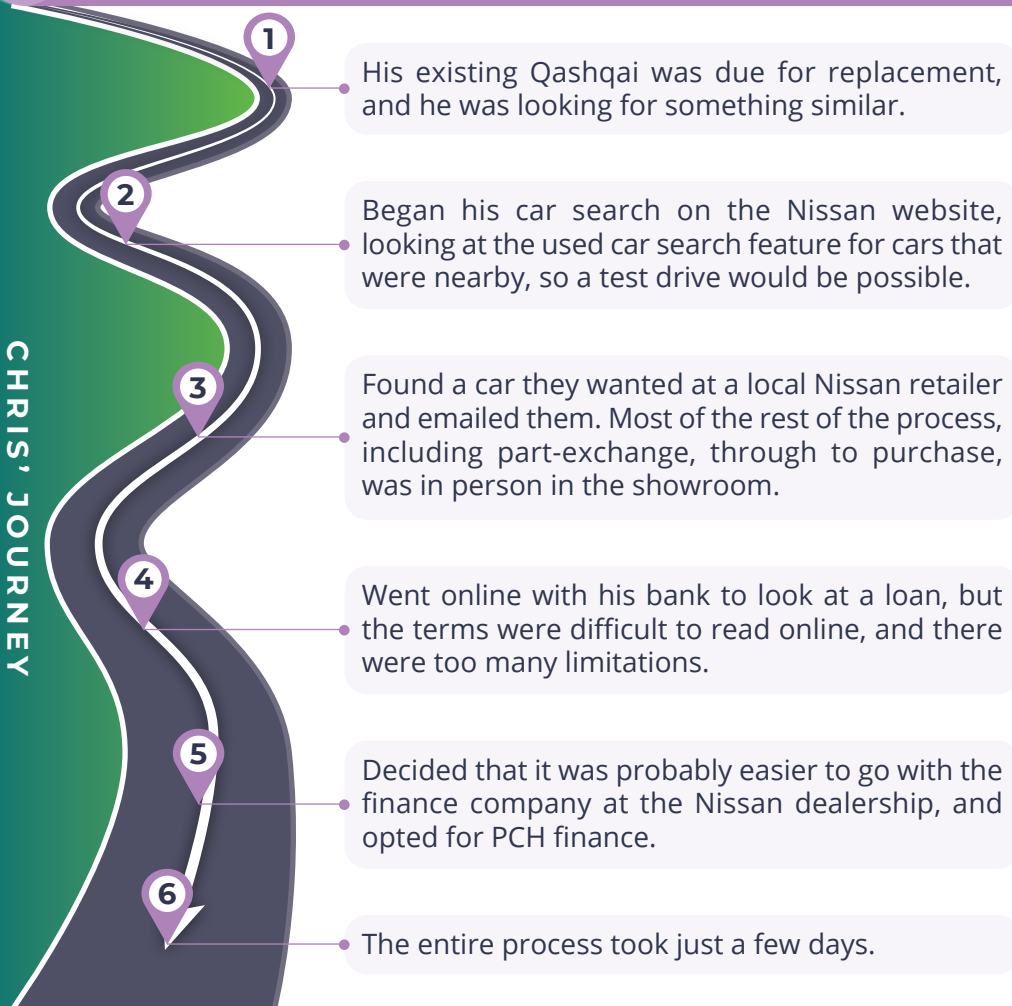 CHRIS’ JOURNEY
1
His existing Qashqai was due for replacement,
and he was looking for something similar.
2
Began his car search on the Nissan website,
looking at the used car search feature for cars that
were nearby, so a test drive would be possible.
3
Found a car they wanted at a local Nissan retailer
and emailed them. Most of the rest of the process,
including part-exchange, through to purchase,
was in person in the showroom.
4
Went online with his bank to look at a loan, but
the terms were difficult to read online, and there
were too many limitations.
5
Decided that it was probably easier to go with the
finance company at the Nissan dealership, and
opted for PCH finance.
6
The entire process took just a few days.